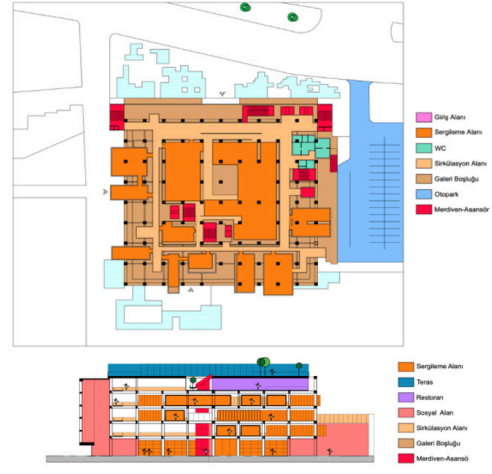 Giriş Alanı
Sergileme Alanı
WC
Sirkülasyon Alanı
Galeri Boşluğu
Otopark
Merdiven-Asansör
Sergileme Alanı
Teras
Restoran
Sosyal Alan
Sirkülasyon Alanı
Galeri Boşluğu
Merdiven-Asansö